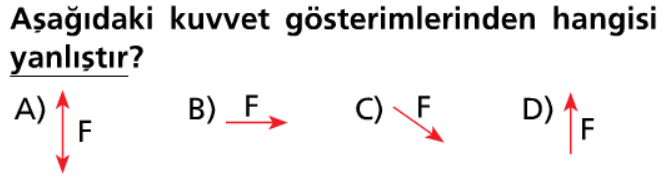 Aşağıdaki kuvvet gösterimlerinden hangisi
yanlıştır?
A) F B) F C) F D) F